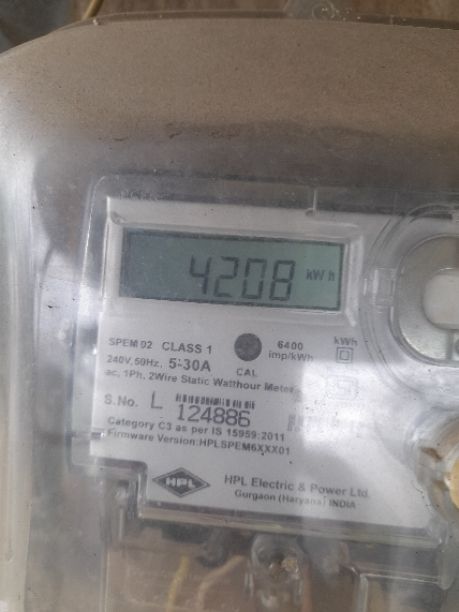 4208 kWh
SPEM 02 CLASS 1
240V, 50Hz, 5-30A
CAL
6400
imp/kWh
kWh
ac, 1Ph, 2Wire Static Watthour Meter
S.No. L 124886
Category C3 as per IS 15959:2011
Firmware Version:HPLSPEM6XXX01
HPL
HPL Electric & Power Ltd.
Gurgaon (Haryana) INDIA